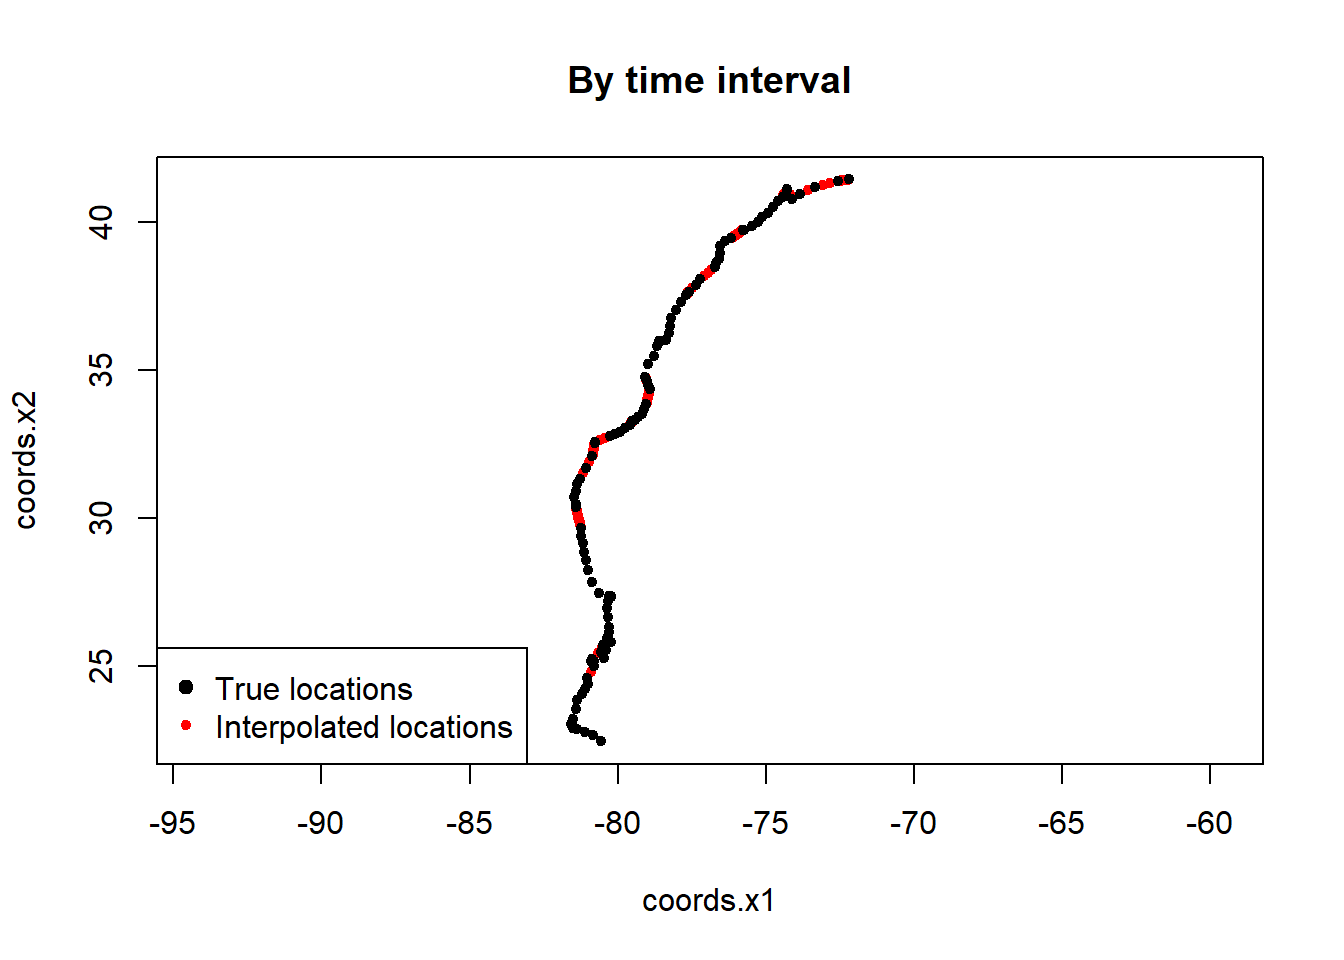 By time interval
coords.x2
40
35
30
25
True locations
Interpolated locations
-95 -90 -85 -80 -75 -70 -65 -60
coords.x1